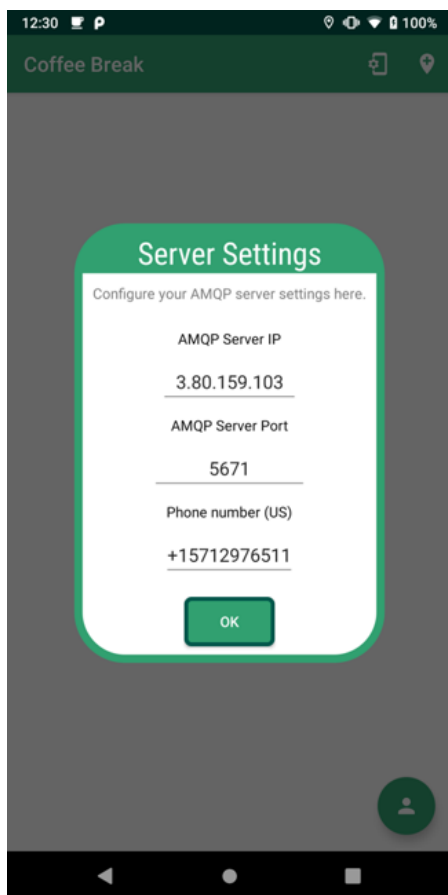 12:30 100%
Coffee Break
Server Settings
Configure your AMQP server settings here.
AMQP Server IP
3.80.159.103
AMQP Server Port
5671
Phone number (US)
+15712976511
OK